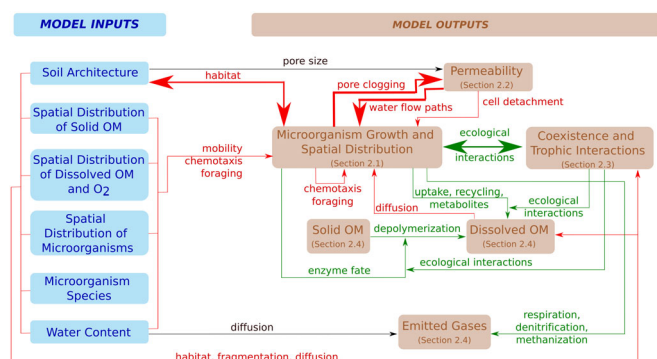 MODEL INPUTS
MODEL OUTPUTS
Soil Architecture
pore size
habitat
pore clogging
Permeability
(Section 2.2)
water flow paths
cell detachment
Spatial Distribution
of Solid OM
Microorganism Growth and
Spatial Distribution
(Section 2.1)
ecological
interactions
Coexistence and
Trophic Interactions
(Section 2.3)
mobility
chemotaxis
foraging
Spatial
Distribution of
Dissolved OM
and O2
chemotaxis
foraging
uptake, recycling,
metabolites
ecological
interactions
diffusion
Spatial
Distribution of
Microorganisms
Solid OM
(Section 2.4)
depolymerization
Dissolved OM
(Section 2.4)
enzyme fate
ecological interactions
Microorganism
Species
Water Content
diffusion
Emitted Gases
(Section 2.4)
respiration,
denitrification,
methanization
habitat, fragmentation, diffusion